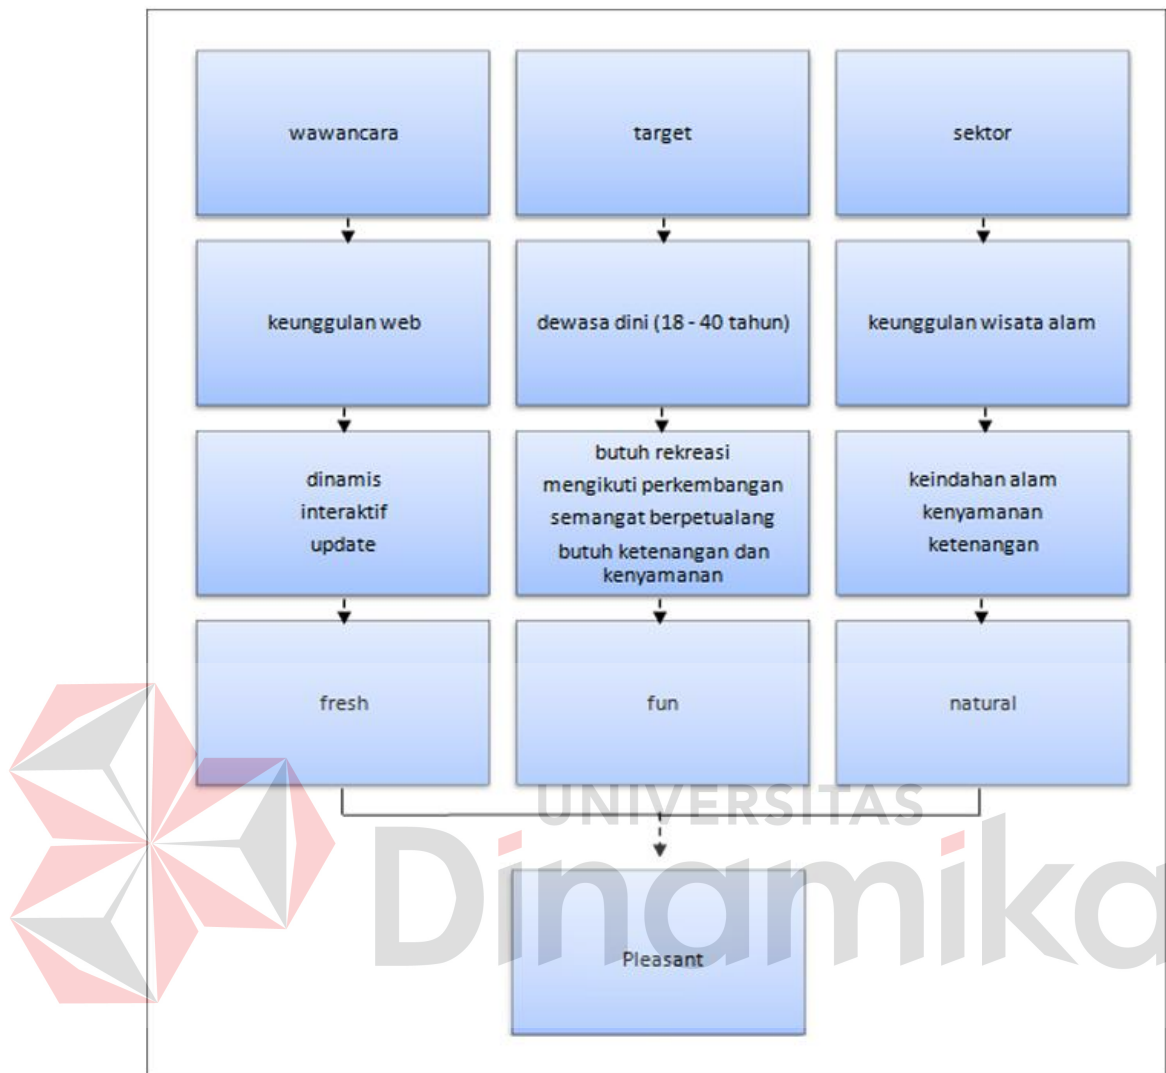 wawancara
target
sektor
keunggulan web
dewasa dini (18 - 40 tahun)
keunggulan wisata alam
dinamis
interaktif
update
butuh rekreasi
mengikuti perkembangan
semangat berpetualang
butuh ketenangan dan
kenyamanan
keindahan alam
kenyamanan
ketenangan
fresh
fun
natural
UNIVERSITAS
Dinamika
Pleasant